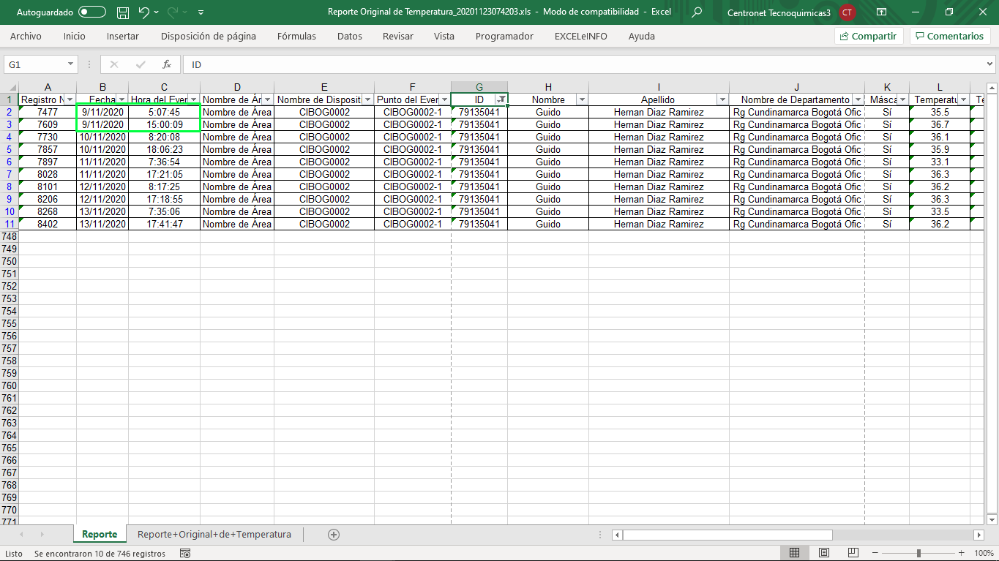 Autoguardado Reporte Original de Temperatura_20201123074203.xls - Modo de compatibilidad - Excel Centronet Tecnoquimicas3 CT
Archivo Inicio Insertar Disposición de página Fórmulas Datos Revisar Vista Programador EXCELeINFO Ayuda Compartir Comentarios
G1 fx ID
A B C D E F G H I J K L
1 Registro N Fecha Hora del Ever Nombre de Ár Nombre de Disposit Punto del Ever ID Nombre Apellido Nombre de Departamento Másca Temperatu Te
2 7477 9/11/2020 5:07:45 Nombre de Área CIBOG0002 CIBOG0002-1 79135041 Guido Hernan Diaz Ramirez Rg Cundinamarca Bogotá Ofic Sí 35.5
3 7609 9/11/2020 15:00:09 Nombre de Área CIBOG0002 CIBOG0002-1 79135041 Guido Hernan Diaz Ramirez Rg Cundinamarca Bogotá Ofic Sí 36.7
4 7730 10/11/2020 8:20:08 Nombre de Área CIBOG0002 CIBOG0002-1 79135041 Guido Hernan Diaz Ramirez Rg Cundinamarca Bogotá Ofic Sí 36.1
5 7857 10/11/2020 18:06:23 Nombre de Área CIBOG0002 CIBOG0002-1 79135041 Guido Hernan Diaz Ramirez Rg Cundinamarca Bogotá Ofic Sí 35.9
6 7897 11/11/2020 7:36:54 Nombre de Área CIBOG0002 CIBOG0002-1 79135041 Guido Hernan Diaz Ramirez Rg Cundinamarca Bogotá Ofic Sí 33.1
7 8028 11/11/2020 17:21:05 Nombre de Área CIBOG0002 CIBOG0002-1 79135041 Guido Hernan Diaz Ramirez Rg Cundinamarca Bogotá Ofic Sí 36.3
8 8101 12/11/2020 8:17:25 Nombre de Área CIBOG0002 CIBOG0002-1 79135041 Guido Hernan Diaz Ramirez Rg Cundinamarca Bogotá Ofic Sí 36.2
9 8206 12/11/2020 17:18:55 Nombre de Área CIBOG0002 CIBOG0002-1 79135041 Guido Hernan Diaz Ramirez Rg Cundinamarca Bogotá Ofic Sí 36.3
10 8268 13/11/2020 7:35:06 Nombre de Área CIBOG0002 CIBOG0002-1 79135041 Guido Hernan Diaz Ramirez Rg Cundinamarca Bogotá Ofic Sí 33.5
11 8402 13/11/2020 17:41:47 Nombre de Área CIBOG0002 CIBOG0002-1 79135041 Guido Hernan Diaz Ramirez Rg Cundinamarca Bogotá Ofic Sí 36.2
748
749
750
751
752
753
754
755
756
757
758
759
760
761
762
763
764
765
766
767
768
769
770
771
Reporte Reporte+Original+de+Temperatura
Listo Se encontraron 10 de 746 registros 100%